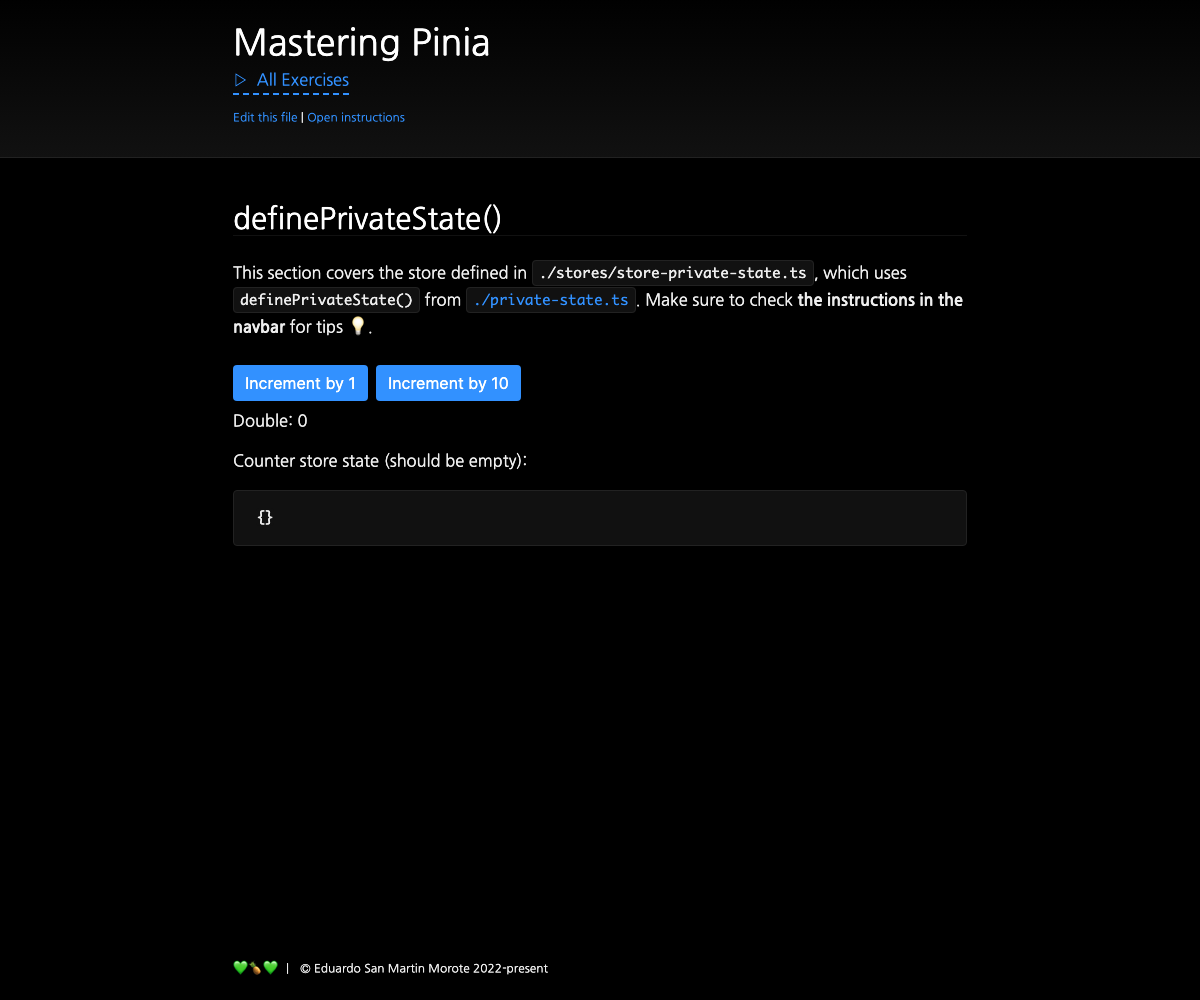 Mastering Pinia
▷ All Exercises
Edit this file | Open instructions
definePrivateState()
This section covers the store defined in ./stores/store-private-state.ts, which uses
definePrivateState() from ./private-state.ts. Make sure to check the instructions in the
navbar for tips 💡.
Increment by 1 Increment by 10
Double: 0
Counter store state (should be empty):
{}
💚🍍💚 | © Eduardo San Martin Morote 2022-present